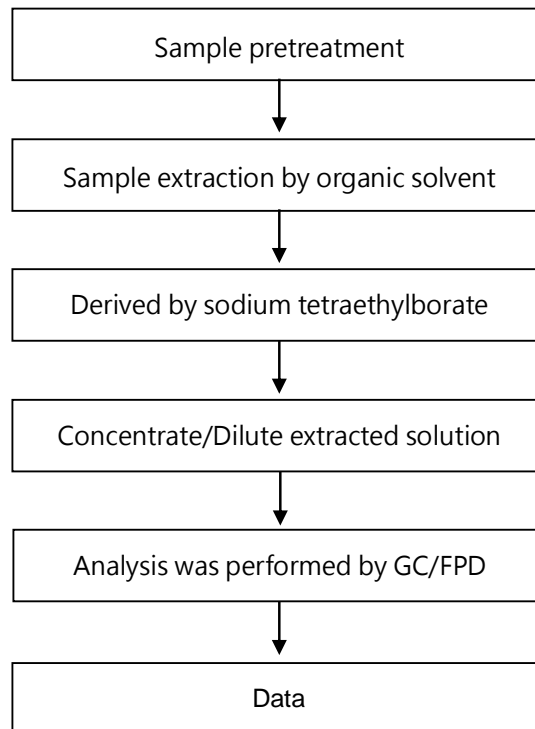 Sample pretreatment
Sample extraction by organic solvent
Derived by sodium tetraethylborate
Concentrate/Dilute extracted solution
Analysis was performed by GC/FPD
Data